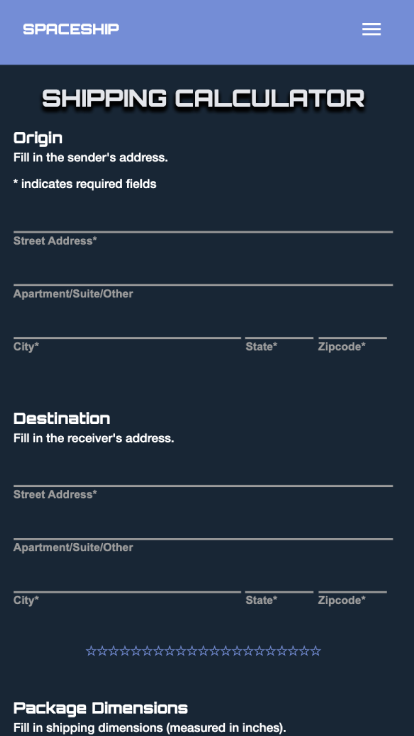 SPACESHIP
SHIPPING CALCULATOR
Origin
Fill in the sender's address.
* indicates required fields
Street Address*
Apartment/Suite/Other
City* State* Zipcode*
Destination
Fill in the receiver's address.
Street Address*
Apartment/Suite/Other
City* State* Zipcode*
☆☆☆☆☆☆☆☆☆☆☆☆☆☆☆☆☆☆☆☆☆
Package Dimensions
Fill in shipping dimensions (measured in inches).